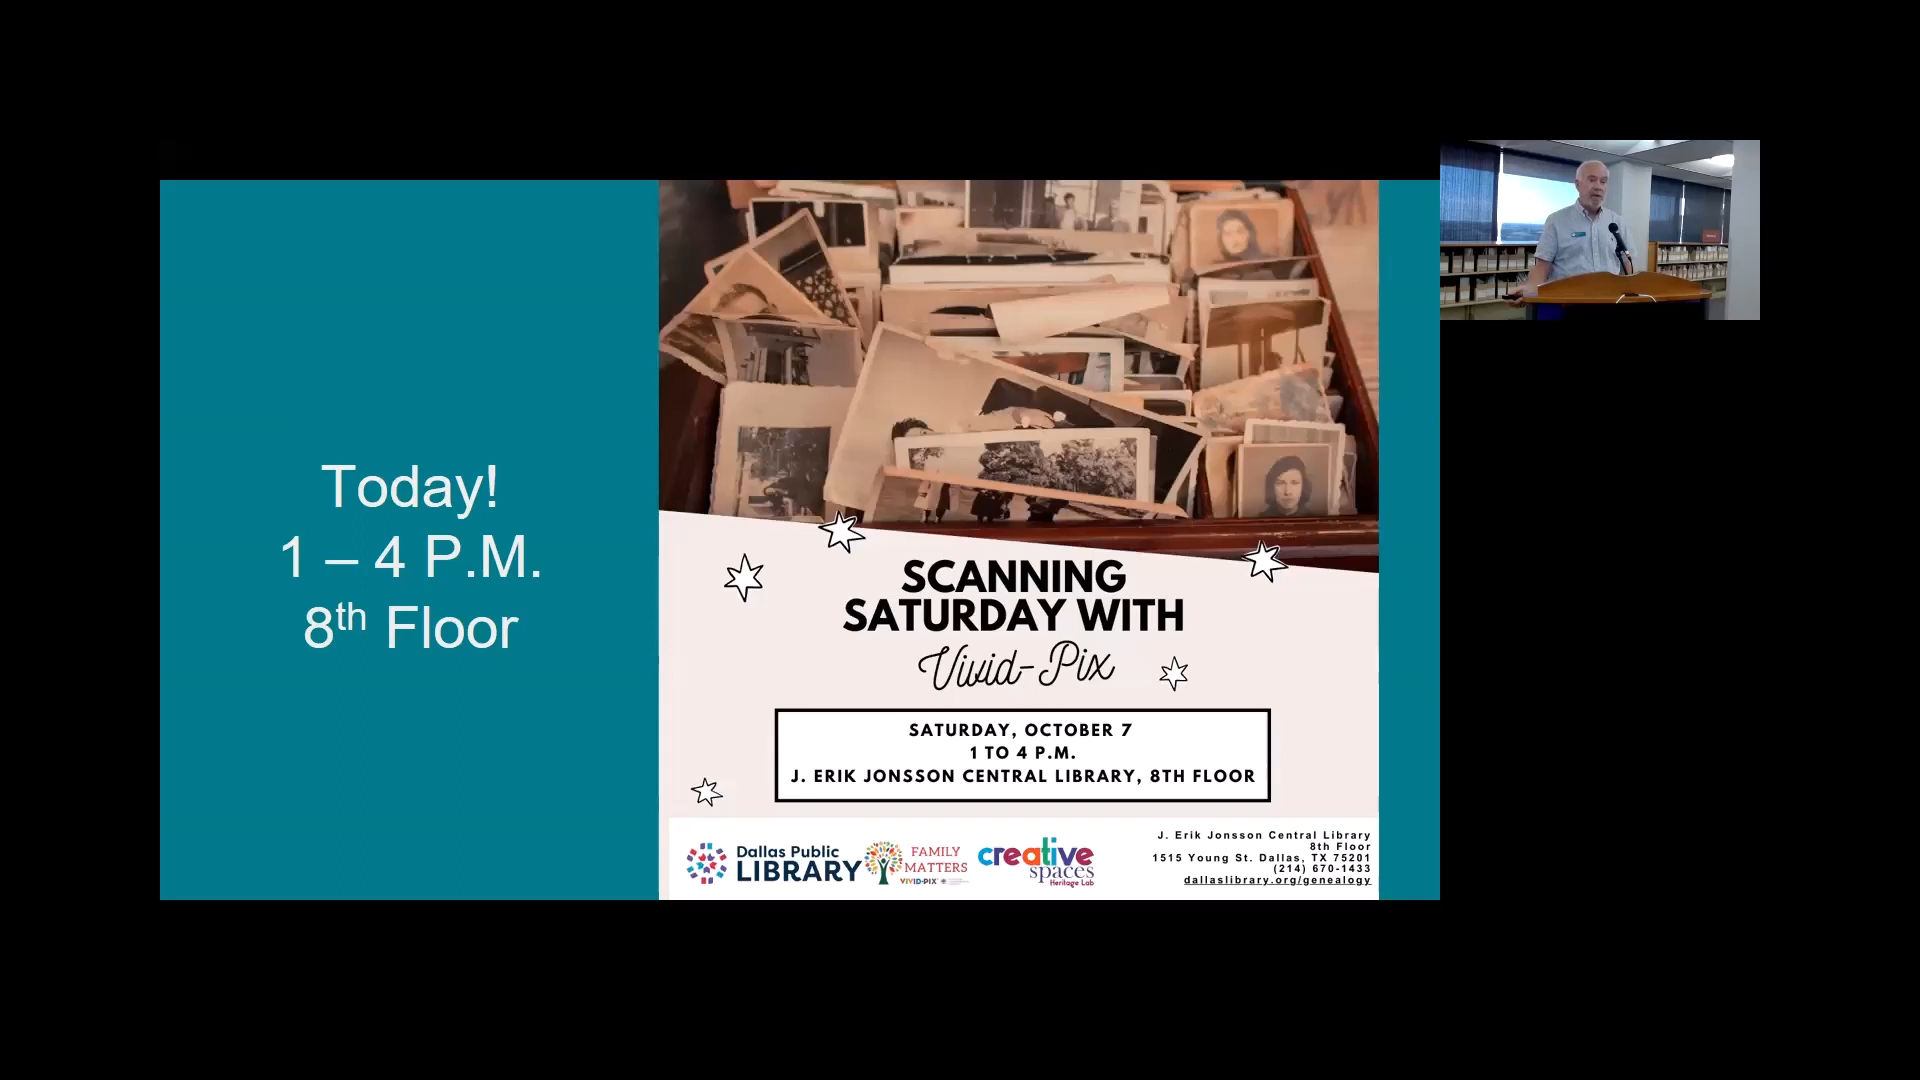 Today!
1 – 4 P.M.
8th Floor
SCANNING
SATURDAY WITH
Vivid-Pix
SATURDAY, OCTOBER 7
1 TO 4 P.M.
J. ERIK JONSSON CENTRAL LIBRARY, 8TH FLOOR
Dallas Public
LIBRARY
FAMILY
MATTERS
VIVID-PIX
creative
spaces
Heritage Lab
J. Erik Jonsson Central Library
8th Floor
1515 Young St. Dallas, TX 75201
(214) 670-1433
dallaslibrary.org/genealogy